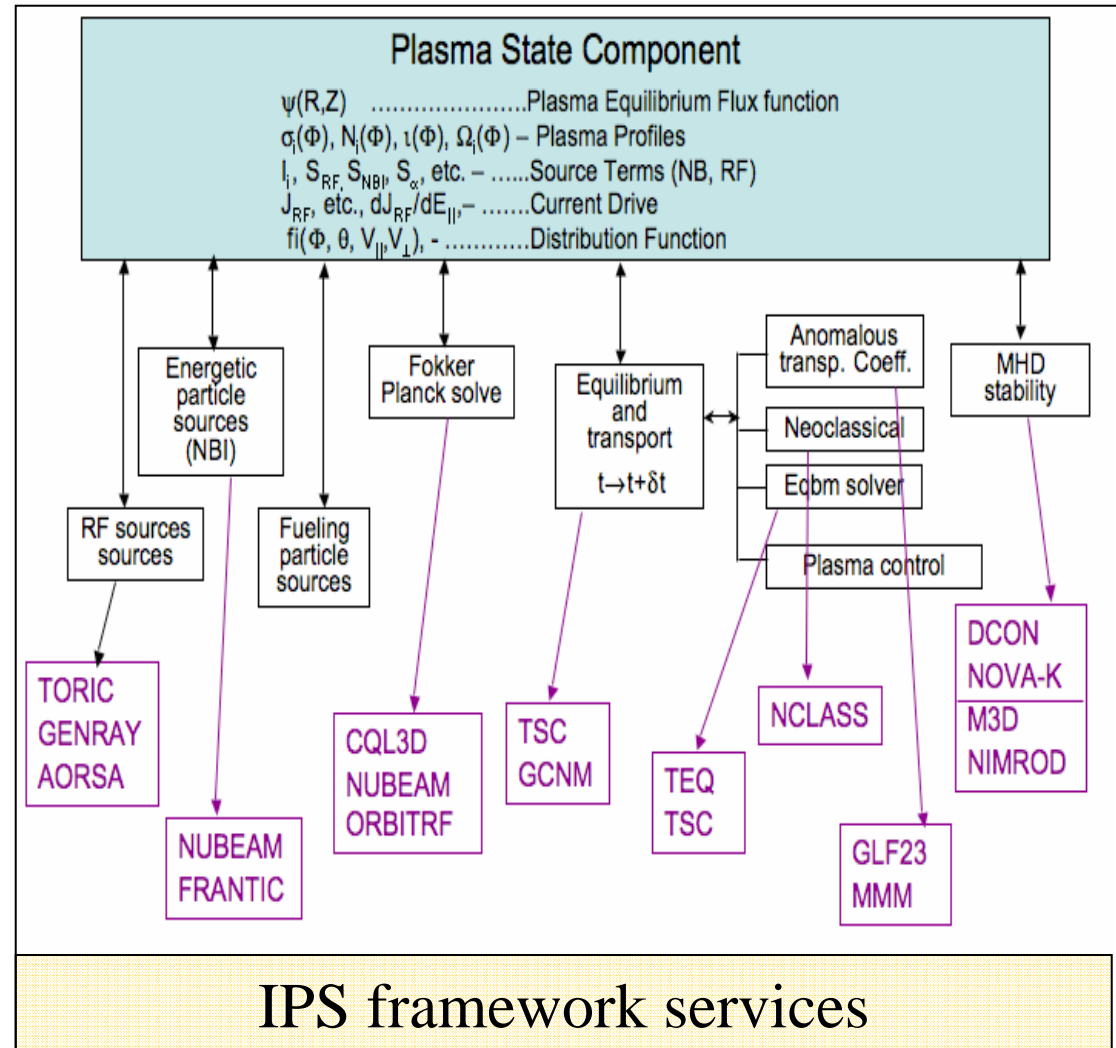 Plasma State Component
ψ(R,Z) ........................Plasma Equilibrium Flux function
σi(Φ), Ni(Φ), ι(Φ), Ωi(Φ) – Plasma Profiles
Ii, SRF, SNBI, Sα, etc. – ......Source Terms (NB, RF)
JRF, etc., dJRF/dE||,– .......Current Drive
fi(Φ, θ, V||,V⊥), - ............Distribution Function
Energetic
particle
sources
(NBI)
Fokker
Planck solve
Equilibrium
and
transport
t→t+δt
Anomalous
transp. Coeff.
Neoclassical
Eqbm solver
Plasma control
MHD
stability
RF sources
sources
Fueling
particle
sources
TORIC
GENRAY
AORSA
NUBEAM
FRANTIC
CQL3D
NUBEAM
ORBITRF
TSC
GCNM
TEQ
TSC
NCLASS
GLF23
MMM
DCON
NOVA-K
M3D
NIMROD
IPS framework services